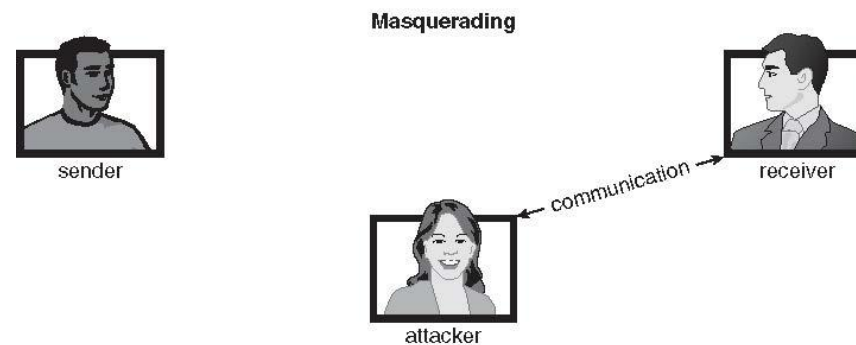 Masquerading
sender
receiver
communication
attacker